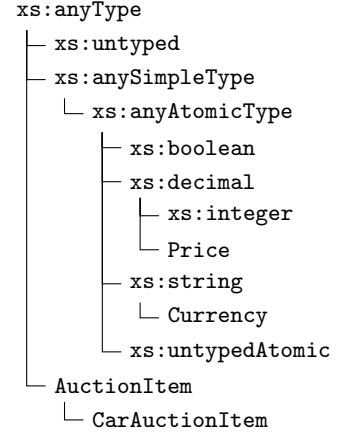 xs:anyType
xs:untyped
xs:anySimpleType
xs:anyAtomicType
xs:boolean
xs:decimal
xs:integer
Price
xs:string
Currency
xs:untypedAtomic
AuctionItem
CarAuctionItem